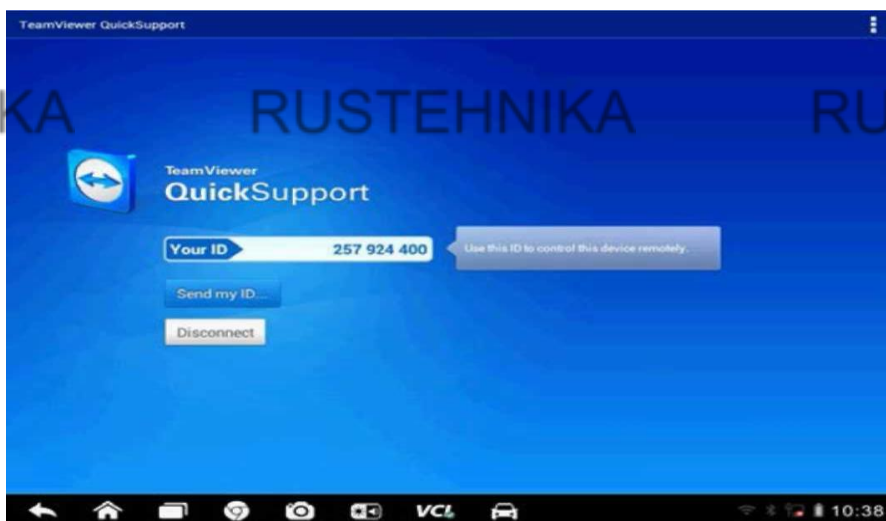 TeamViewer QuickSupport
KA RUSTEHNIKA RU
TeamViewer
QuickSupport
Your ID 257 924 400
Use this ID to control this device remotely.
Send my ID...
Disconnect
VCI 10:38